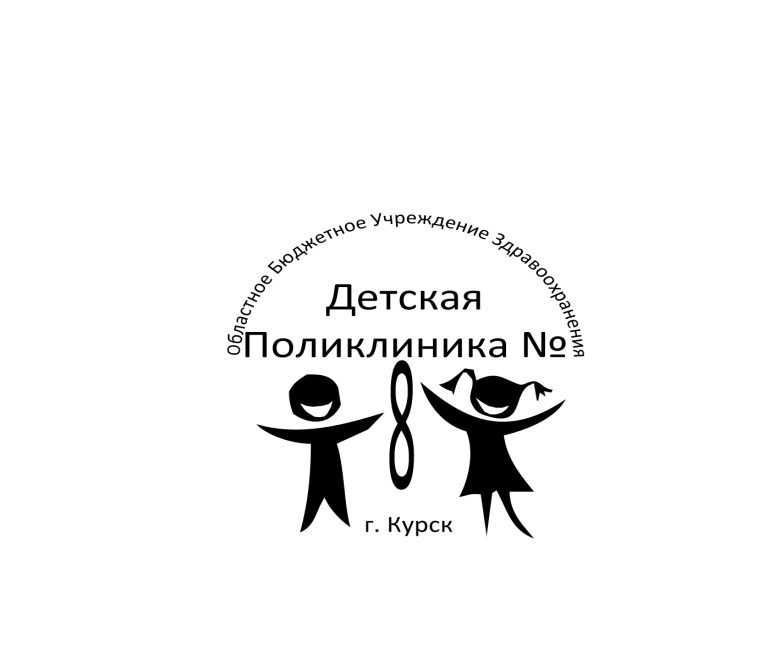 Областное Бюджетное Учреждение Здравоохранения
Детская
Поликлиника №
8
г. Курск